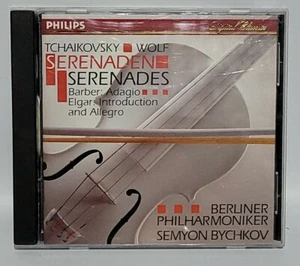 PHILIPS
Digital Classics
TCHAIKOVSKY WOLF
SERENADEN
SERENADES
Barber: Adagio
Elgar: Introduction
and Allegro
BERLINER
PHILHARMONIKER
SEMYON BYCHKOV